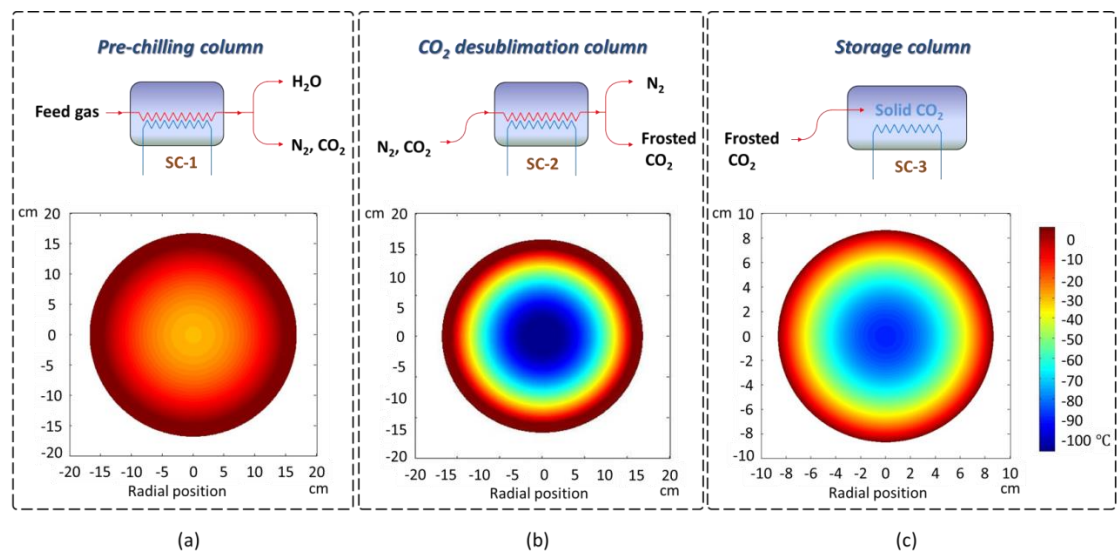 Pre-chilling column
H₂O
Feed gas
N₂, CO₂
SC-1
cm
20
15
10
5
0
-5
-10
-15
-20
-20 -15 -10 -5 0 5 10 15 20
Radial position
cm
(a)
CO₂ desublimation column
N₂
N₂, CO₂
Frosted
CO₂
SC-2
cm
20
15
10
5
0
-5
-10
-15
-20
-20 -15 -10 -5 0 5 10 15 20
Radial position
cm
(b)
Storage column
Solid CO₂
Frosted
CO₂
SC-3
cm
10
8
6
4
2
0
-2
-4
-6
-8
-10
-10 -8 -6 -4 -2 0 2 4 6 8 10
Radial position
cm
0
-10
-20
-30
-40
-50
-60
-70
-80
-90
-100 ℃
(c)